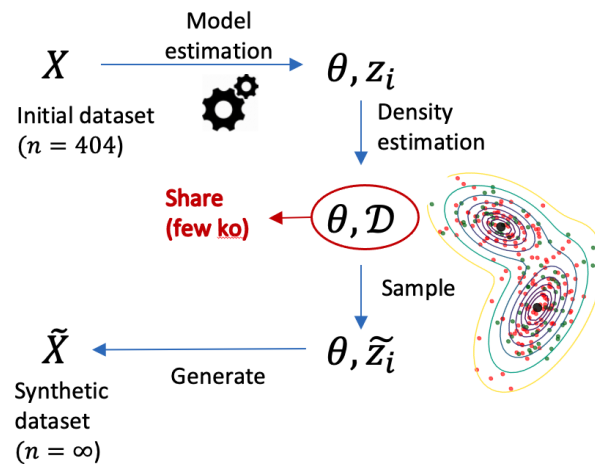 Model
estimation
X
θ, z_i
Initial dataset
(n = 404)
Density
estimation
Share
(few ko)
θ, 𝒟
Sample
X̃
θ, z̃_i
Generate
Synthetic
dataset
(n = ∞)